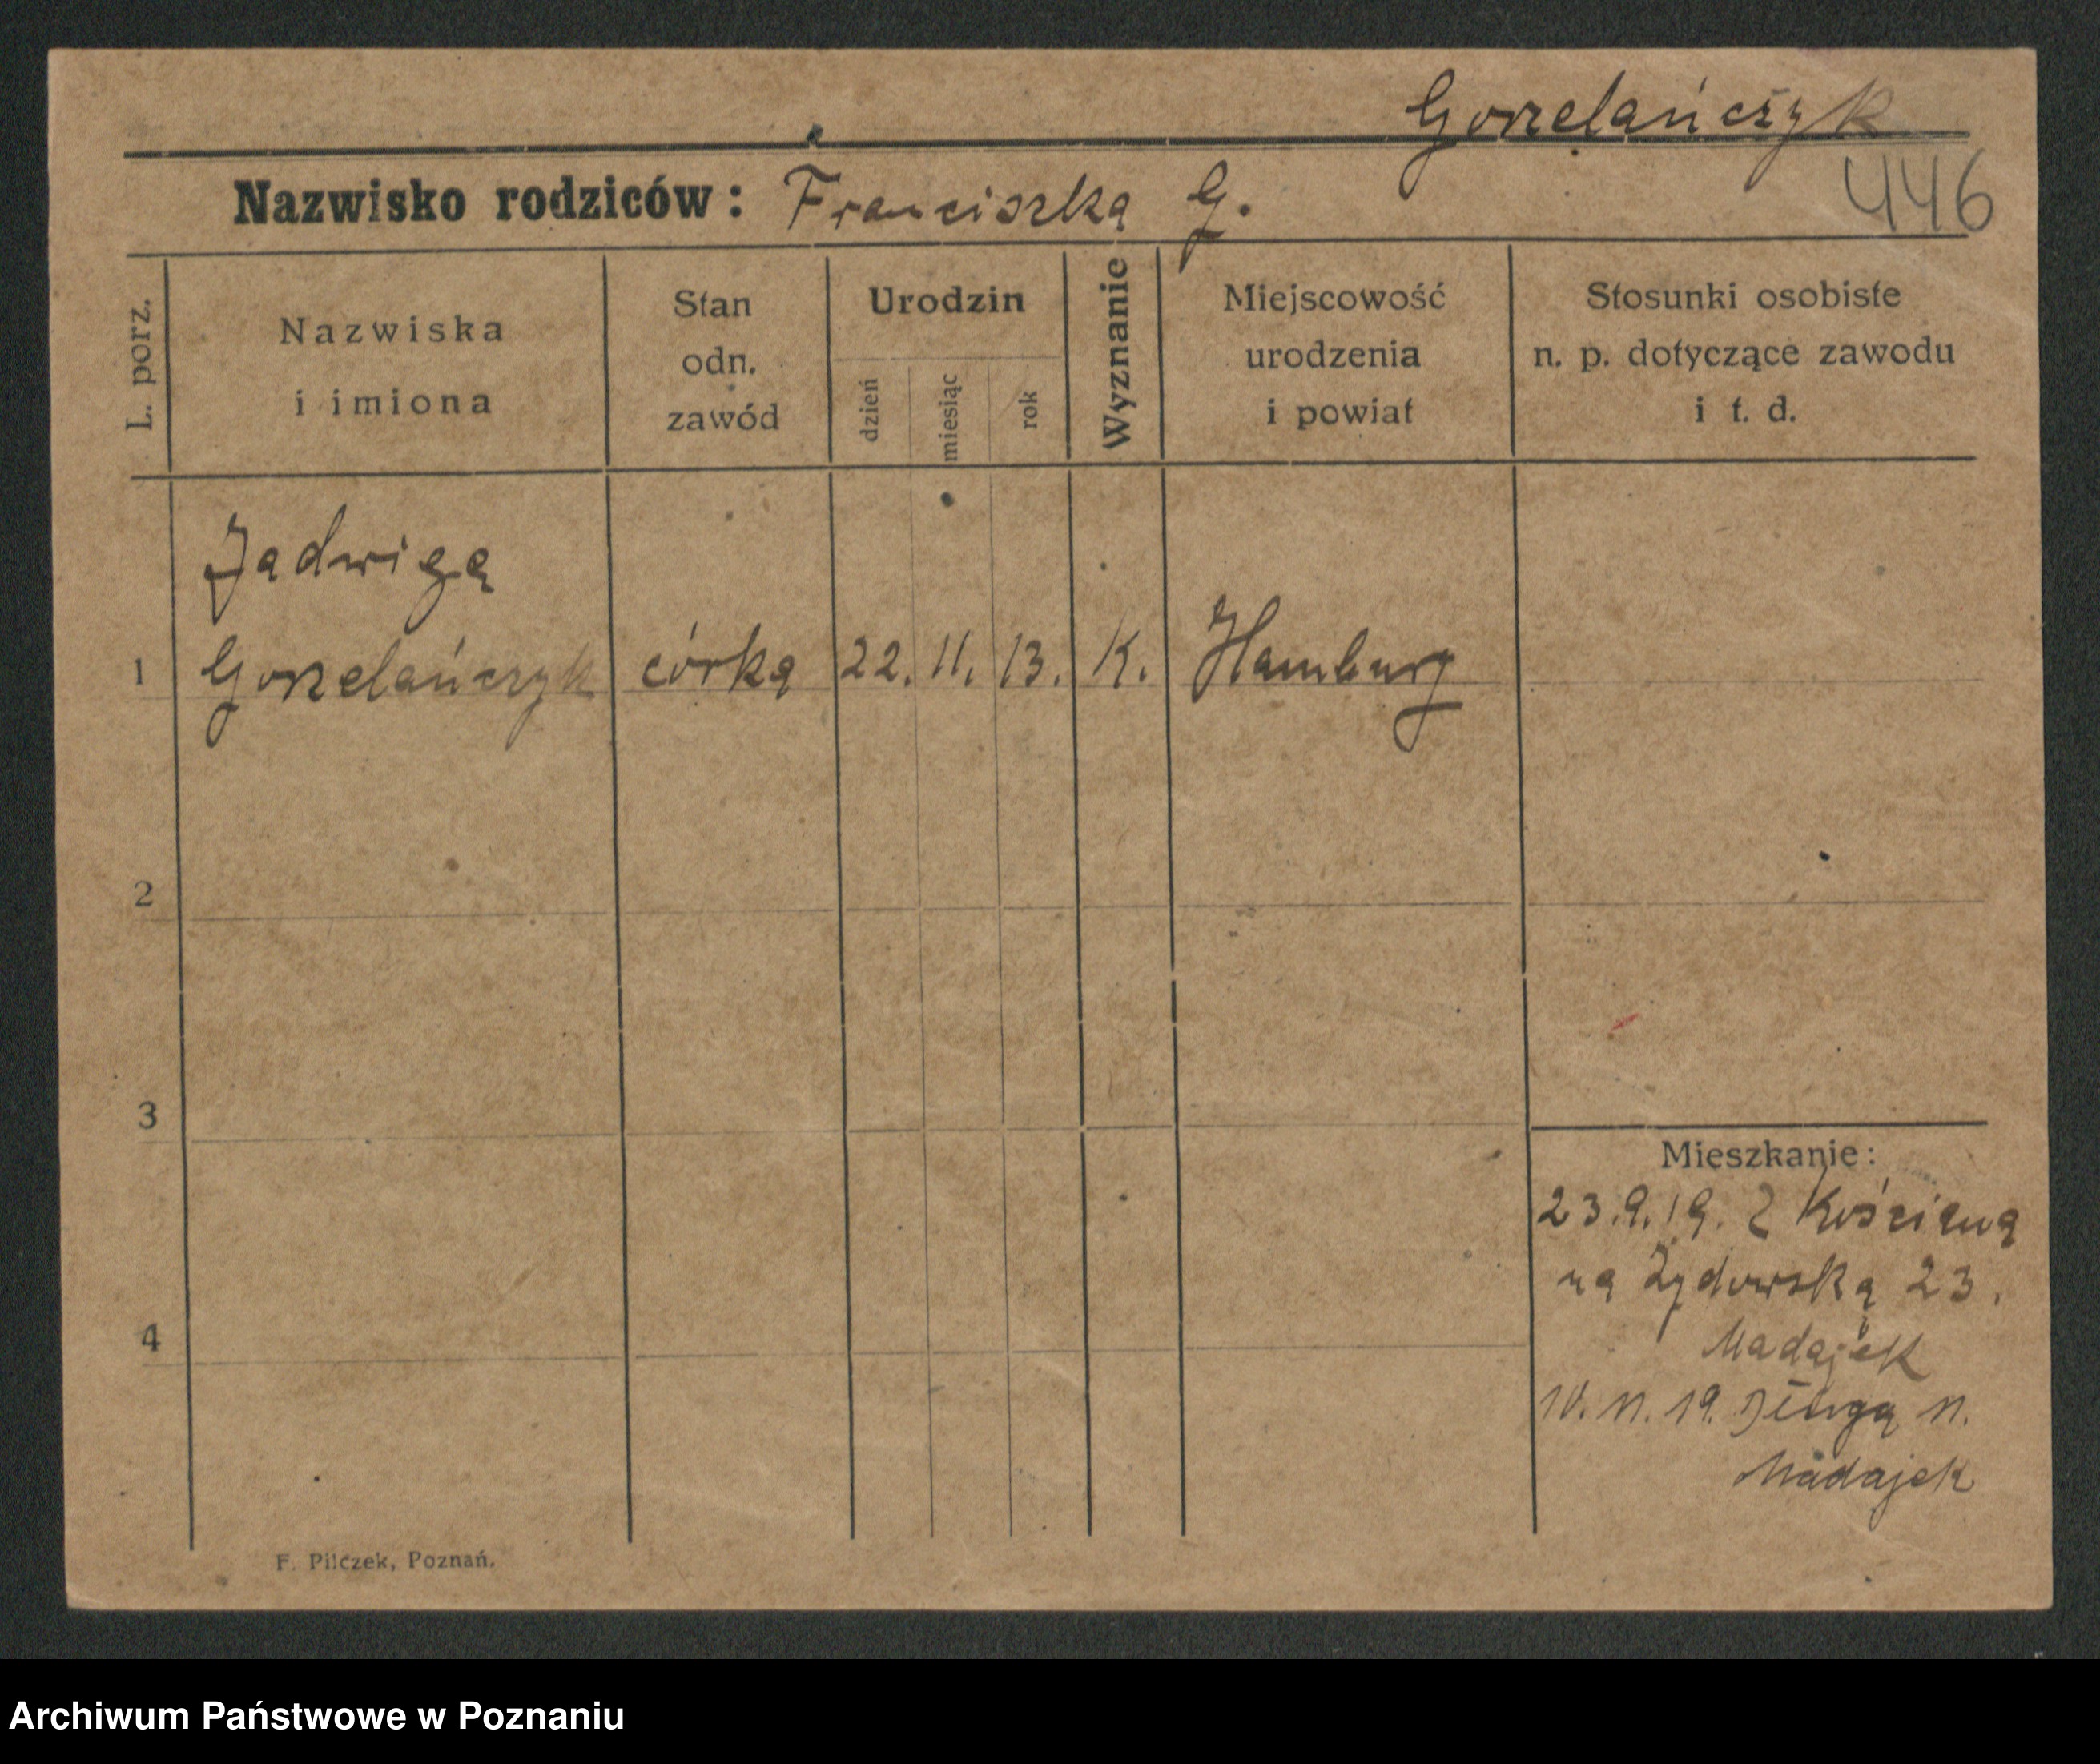 Gorzelańczyk
Nazwisko rodziców: Franciszka G.
446
L. porz.
Nazwiska
i imiona
Stan
odn.
zawód
Urodzin
dzień
miesiąc
rok
Wyznanie
Miejscowość
urodzenia
i powiat
Stosunki osobiste
n. p. dotyczące zawodu
i t. d.
Jadwiga
1 Gorzelańczyk córka 22. 11. 13. K. Hamburg
2
3
4
Mieszkanie:
23.9.19. Z Kościana
na Żydowską 23.
Madajek
10. 11. 19. 11.
Madajek
F. Pilczek, Poznań.
Archiwum Państwowe w Poznaniu